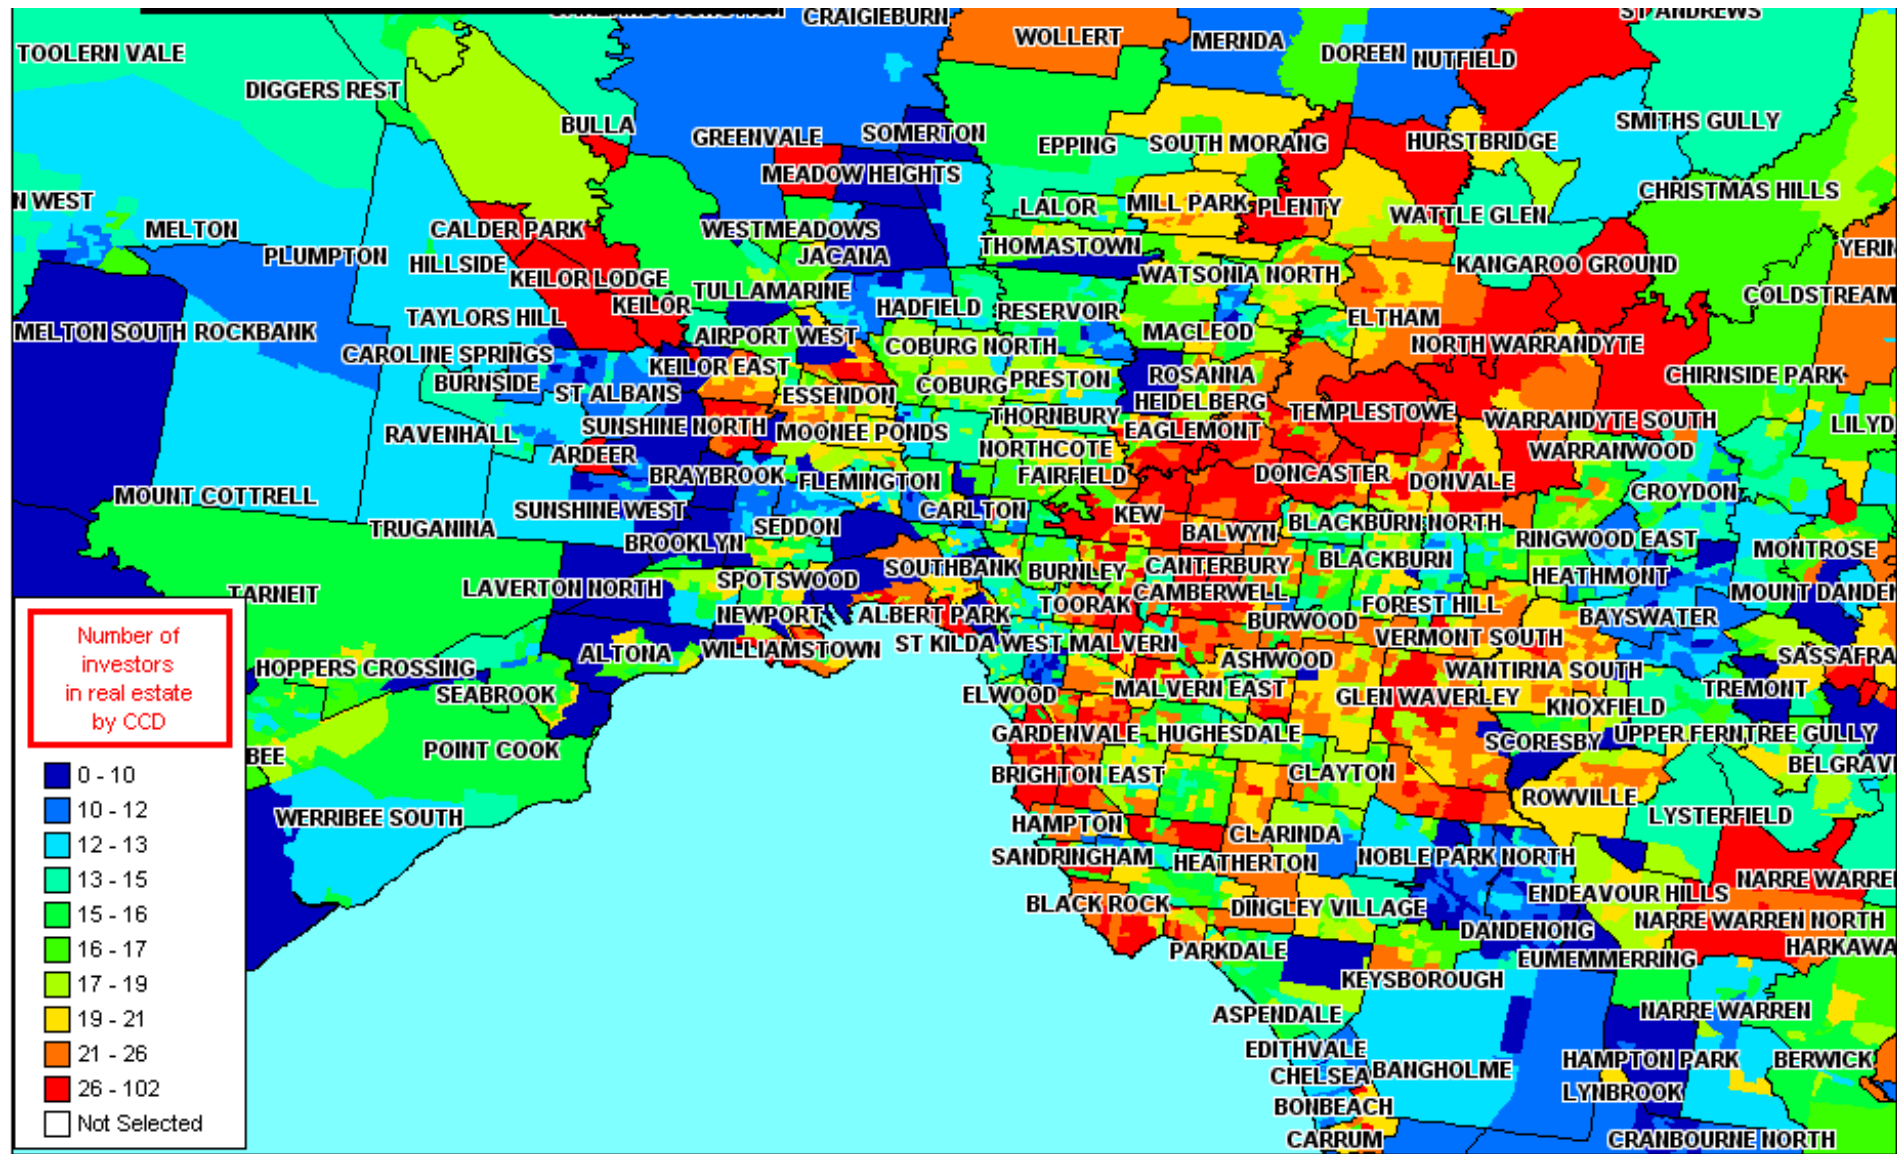 CRAIGIEBURN
ST ANDREWS
WOLLERT
MERNDA
DOREEN
NUTFIELD
TOOLERN VALE
DIGGERS REST
BULLA
GREENVALE
SOMERTON
EPPING
SOUTH MORANG
HURSTBRIDGE
SMITHS GULLY
MEADOW HEIGHTS
N WEST
MELTON
PLUMPTON
CALDER PARK
HILLSIDE
KEILOR LODGE
KEILOR
WESTMEADOWS
JACANA
LALOR
MILL PARK
PLENTY
WATTLE GLEN
CHRISTMAS HILLS
THOMASTOWN
YERIN
WATSONIA NORTH
KANGAROO GROUND
TULLAMARINE
HADFIELD
RESERVOIR
COLDSTREAM
TAYLORS HILL
MELTON SOUTH
ROCKBANK
AIRPORT WEST
COBURG NORTH
MACLEOD
ELTHAM
NORTH WARRANDYTE
CAROLINE SPRINGS
BURNSIDE
KEILOR EAST
ST ALBANS
ESSENDON
COBURG
PRESTON
ROSANNA
CHIRNSIDE PARK
HEIDELBERG
THORNBURY
TEMPLESTOWE
WARRANDYTE SOUTH
LILYD
RAVENHALL
SUNSHINE NORTH
MOONEE PONDS
EAGLEMONT
ARDEER
NORTHCOTE
WARRANWOOD
BRAYBROOK
FLEMINGTON
FAIRFIELD
DONCASTER
DONVALE
CROYDON
MOUNT COTTRELL
SUNSHINE WEST
CARLTON
KEW
TRUGANINA
SEDDON
BALWYN
BLACKBURN NORTH
RINGWOOD EAST
BROOKLYN
MONTROSE
TARNEIT
LAVERTON NORTH
SPOTSWOOD
SOUTHBANK
BURNLEY
CANTERBURY
BLACKBURN
HEATHMONT
MOUNT DANDEN
NEWPORT
ALBERT PARK
TOORAK
CAMBERWELL
FOREST HILL
BAYSWATER
BURWOOD
WILLIAMSTOWN
ST KILDA WEST
MALVERN
VERMONT SOUTH
HOPPERS CROSSING
ALTONA
ASHWOOD
WANTIRNA SOUTH
SASSAFRA
SEABROOK
ELWOOD
MALVERN EAST
GLEN WAVERLEY
KNOXFIELD
TREMONT
GARDENVALE
HUGHESDALE
SCORESBY
UPPER FERNTREE GULLY
BEE
POINT COOK
BRIGHTON EAST
CLAYTON
BELGRAV
ROWVILLE
WERRIBEE SOUTH
HAMPTON
CLARINDA
LYSTERFIELD
SANDRINGHAM
HEATHERTON
NOBLE PARK NORTH
NARRE WARREN
ENDEAVOUR HILLS
BLACK ROCK
DINGLEY VILLAGE
NARRE WARREN NORTH
DANDENONG
HARKAWA
PARKDALE
EUMEMMERRING
KEYSBOROUGH
ASPENDALE
NARRE WARREN
EDITHVALE
CHELSEA
BANGHOLME
HAMPTON PARK
BERWICK
LYNBROOK
BONBEACH
CARRUM
CRANBOURNE NORTH
Number of
investors
in real estate
by CCD
0 - 10
10 - 12
12 - 13
13 - 15
15 - 16
16 - 17
17 - 19
19 - 21
21 - 26
26 - 102
Not Selected